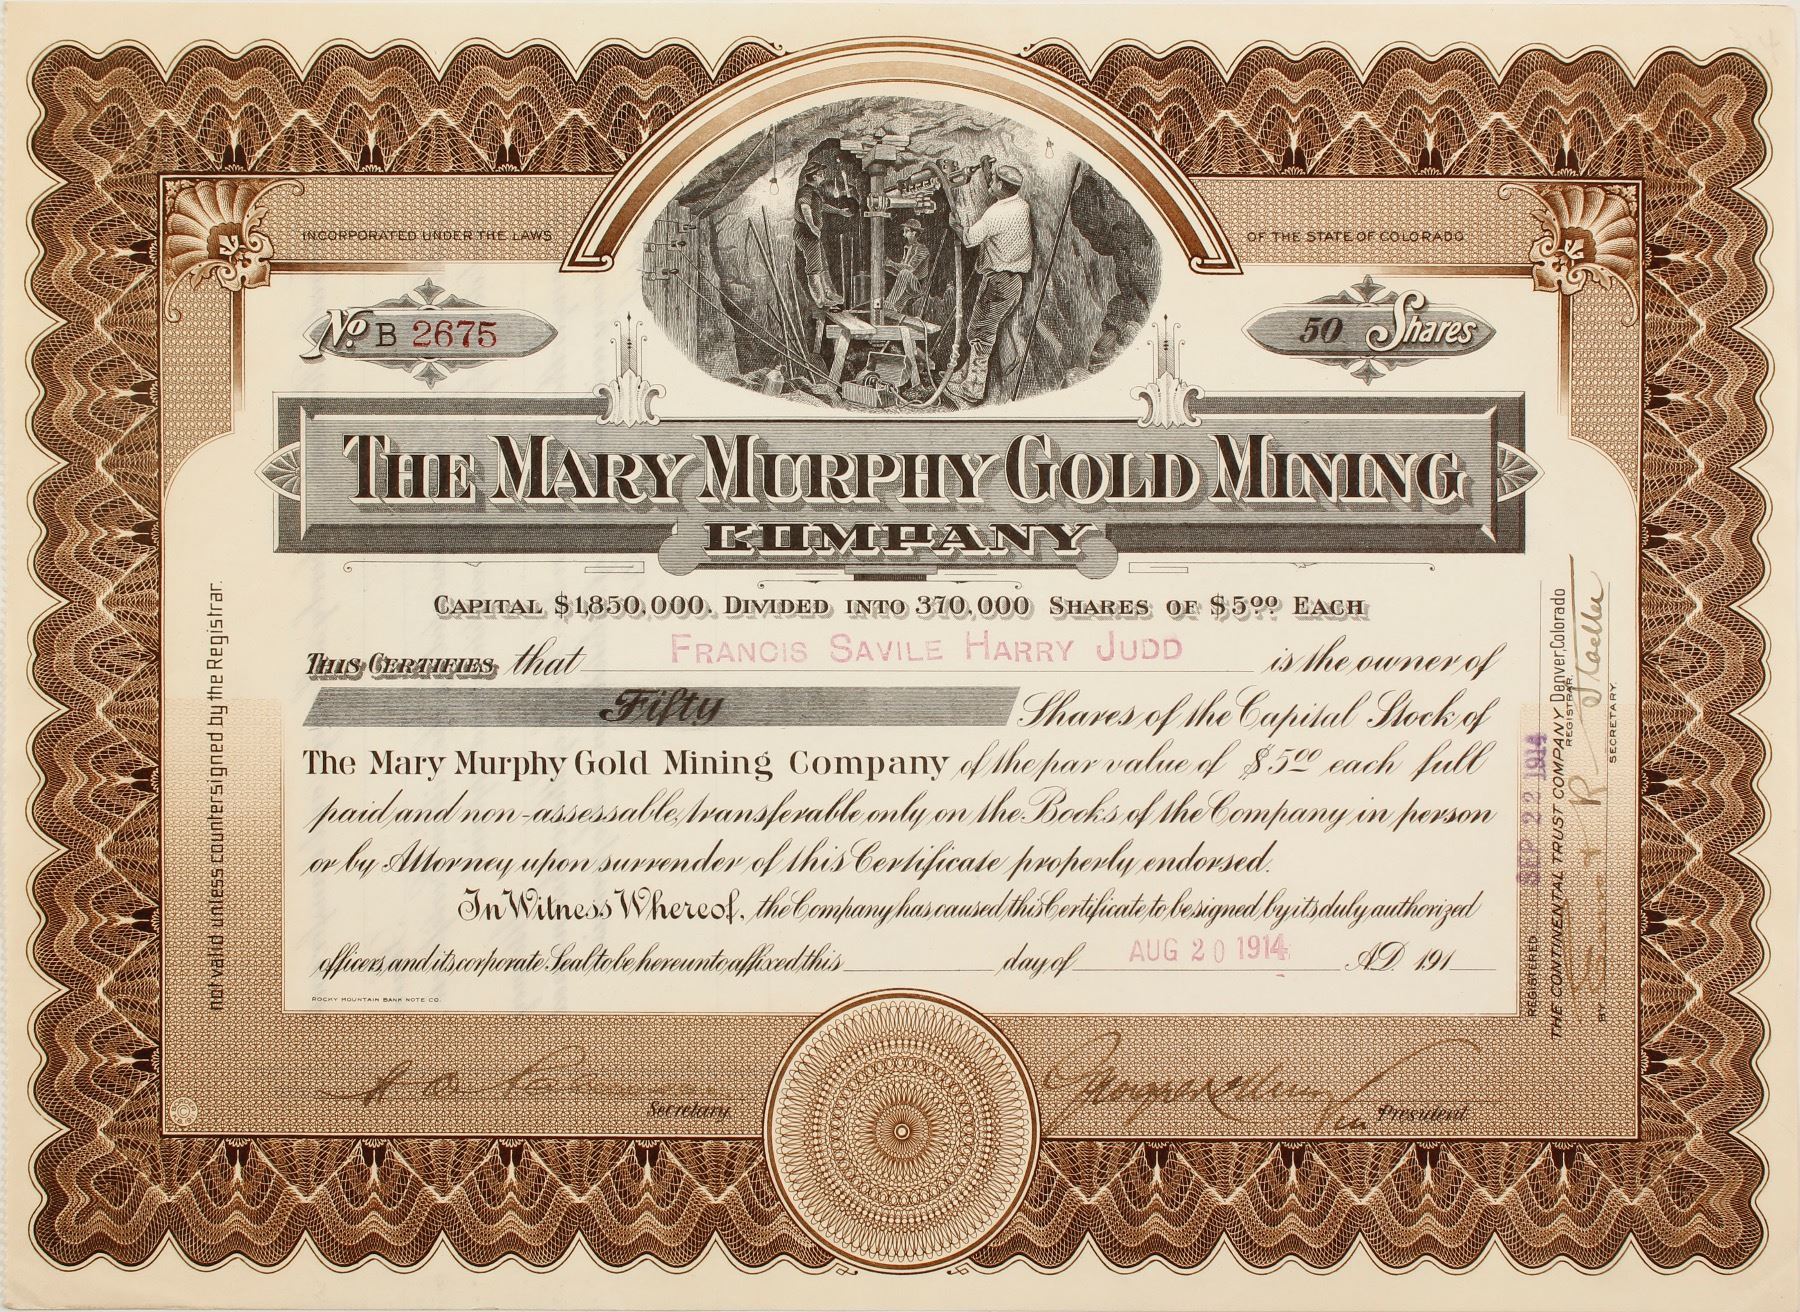 INCORPORATED UNDER THE LAWS OF THE STATE OF COLORADO
No. B 2675
50 Shares
THE MARY MURPHY GOLD MINING
COMPANY
CAPITAL $1,850,000. DIVIDED INTO 370,000 SHARES OF $5.00 EACH
THIS CERTIFIES that FRANCIS SAVILE HARRY JUDD is the owner of
Fifty Shares of the Capital Stock of
The Mary Murphy Gold Mining Company of the par value of $5.00 each full
paid and non-assessable, transferable only on the Books of the Company in person
or by Attorney upon surrender of this Certificate properly endorsed.
In Witness Whereof, the Company has caused this Certificate to be signed by its duly authorized
officers, and its corporate Seal to be hereunto affixed this day of AUG 20 1914 A.D. 191
ROCKY MOUNTAIN BANK NOTE CO.
Secretary
President
not valid unless countersigned by the Registrar.
REGISTERED SEP 22 1914
THE CONTINENTAL TRUST COMPANY Denver, Colorado
REGISTRAR.
BY
SECRETARY.